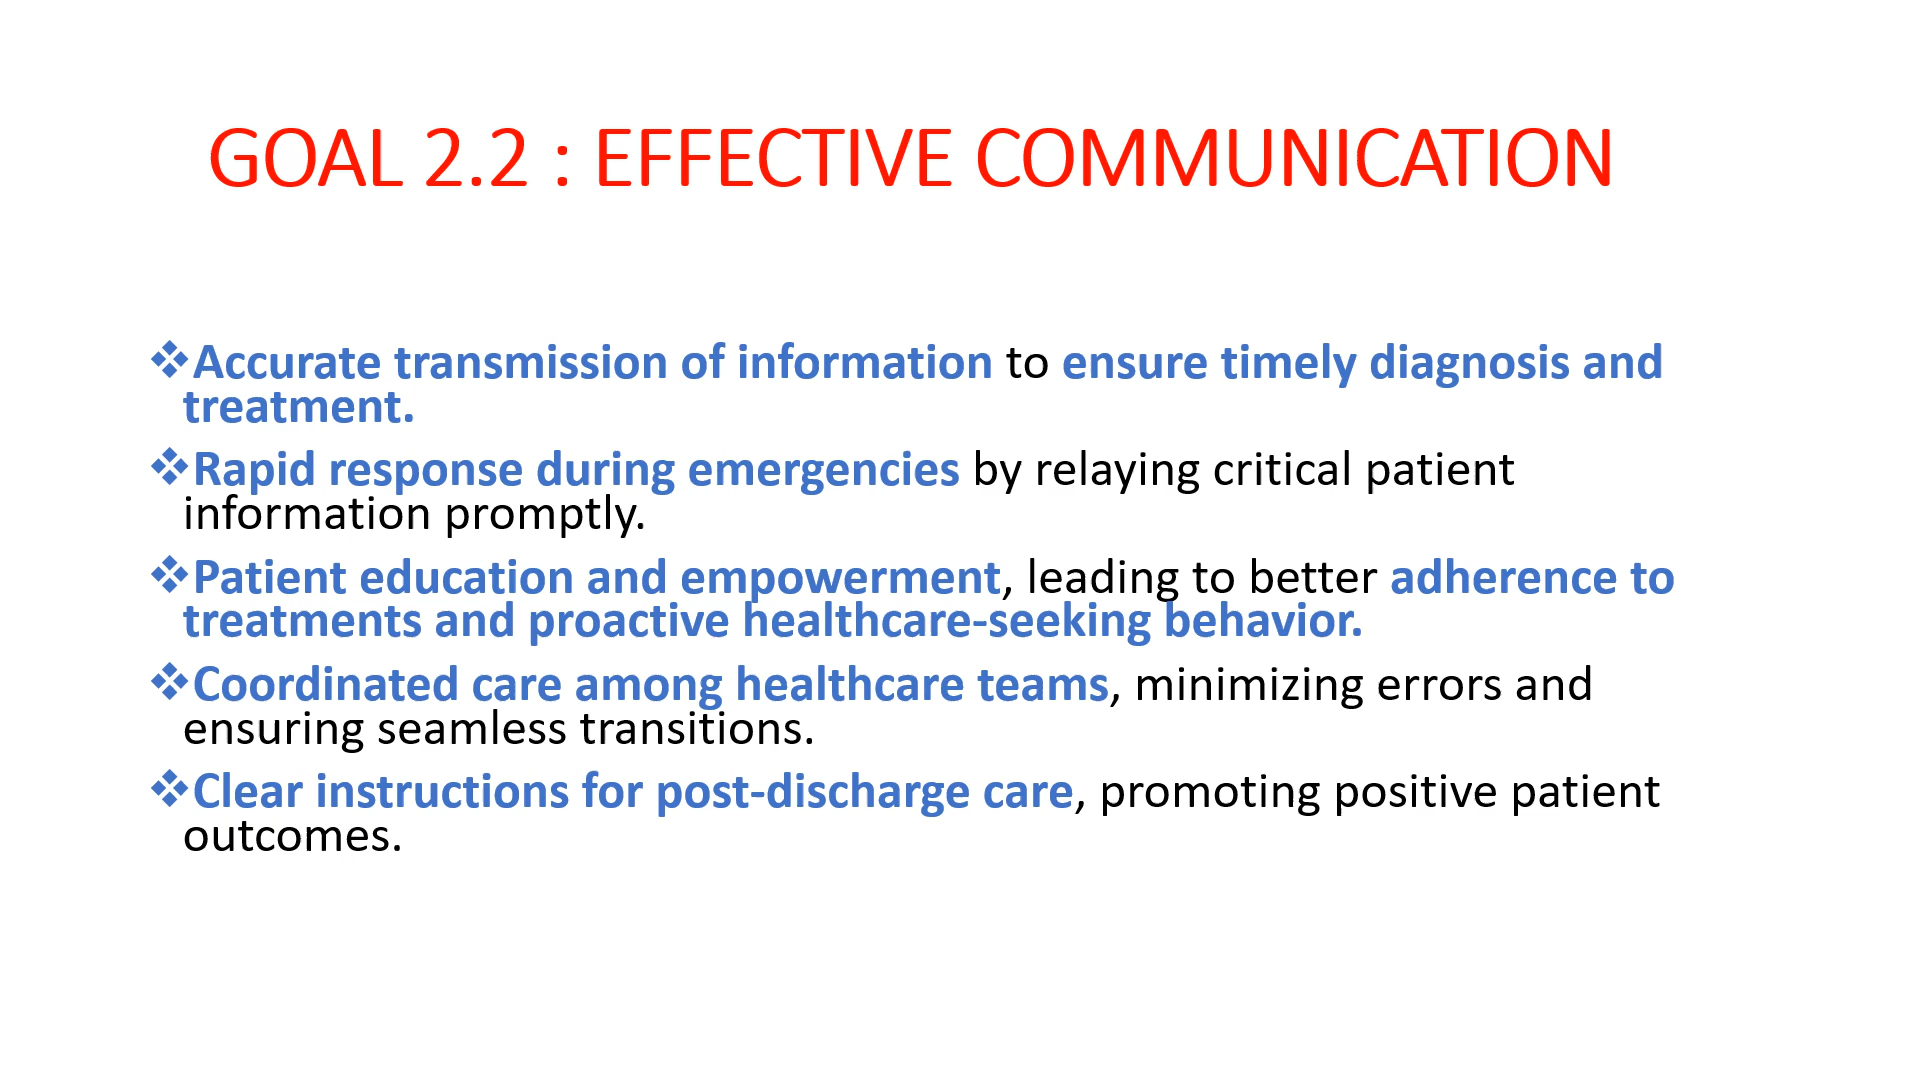 GOAL 2.2 : EFFECTIVE COMMUNICATION
❖Accurate transmission of information to ensure timely diagnosis and
treatment.
❖Rapid response during emergencies by relaying critical patient
information promptly.
❖Patient education and empowerment, leading to better adherence to
treatments and proactive healthcare-seeking behavior.
❖Coordinated care among healthcare teams, minimizing errors and
ensuring seamless transitions.
❖Clear instructions for post-discharge care, promoting positive patient
outcomes.